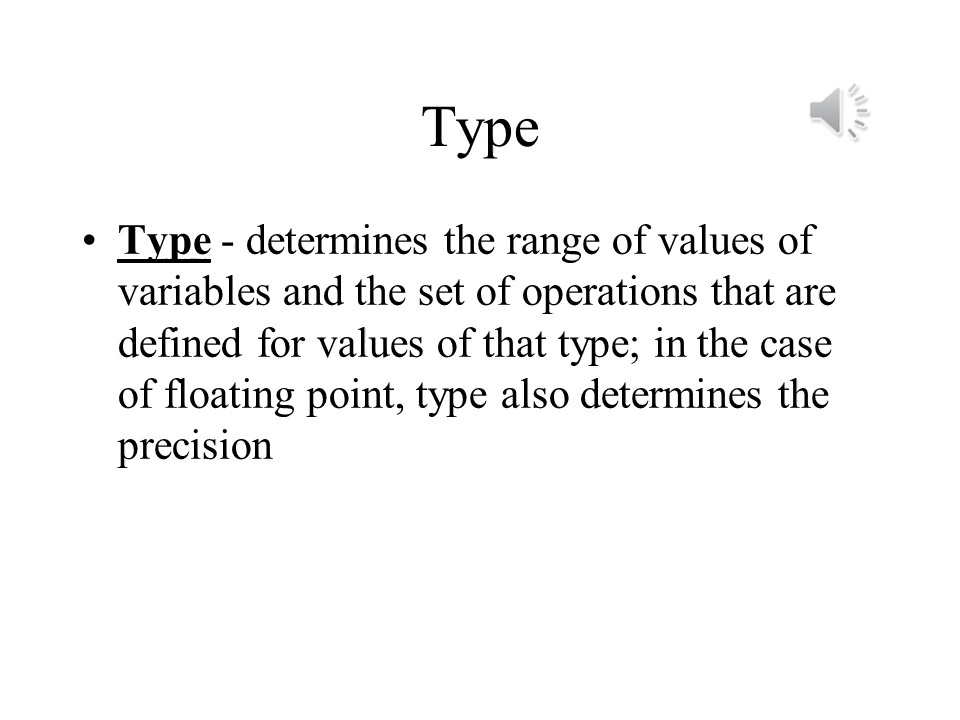 Type
• Type - determines the range of values of
variables and the set of operations that are
defined for values of that type; in the case
of floating point, type also determines the
precision